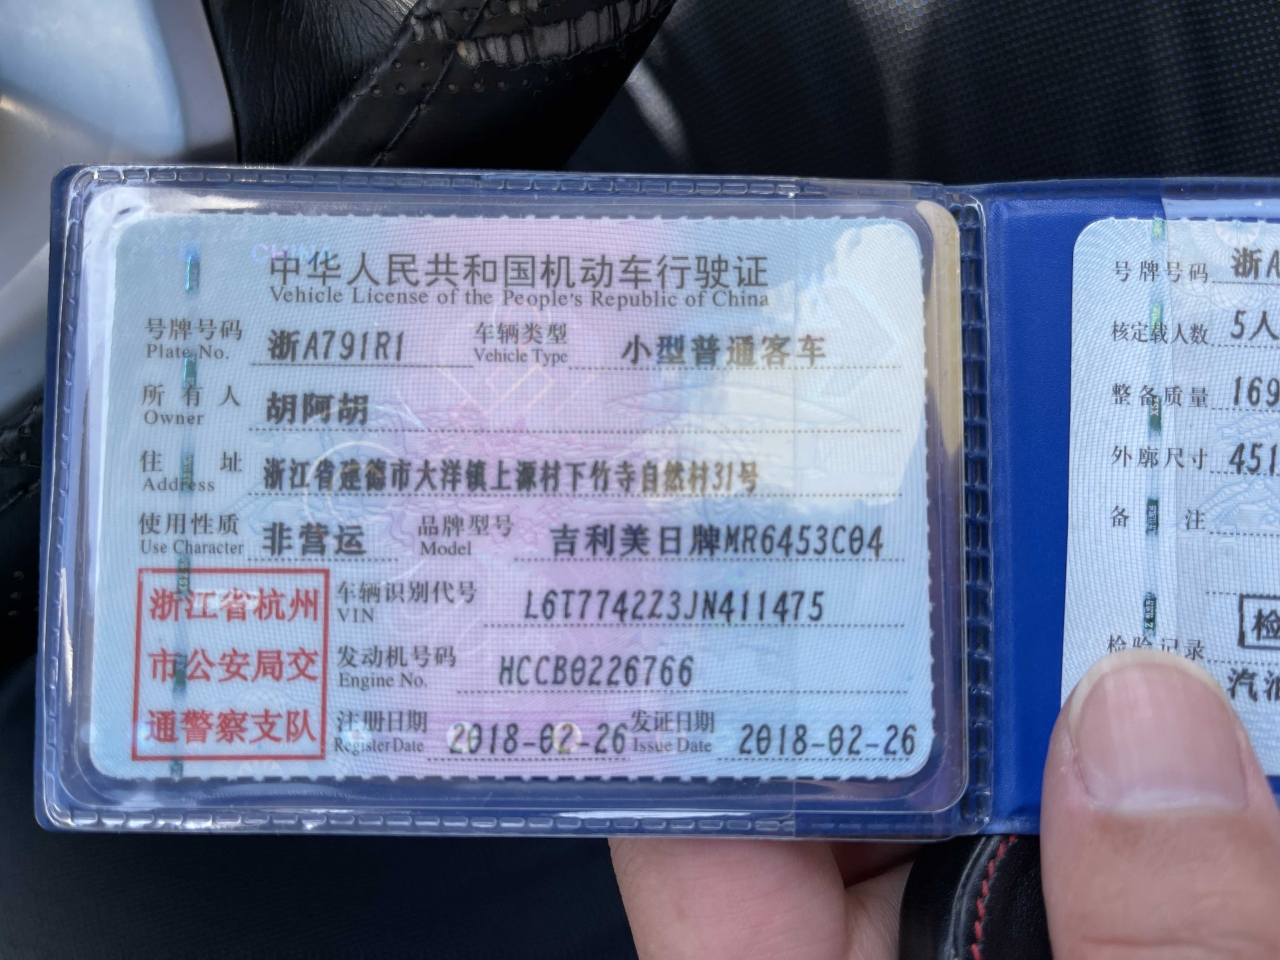 中华人民共和国机动车行驶证
Vehicle License of the People's Republic of China
号牌号码 浙A791R1 车辆类型 小型普通客车
Plate No. Vehicle Type
所有人 胡阿胡
Owner
住址 浙江省建德市大洋镇上源村下竹寺自然村31号
Address
使用性质 非营运 品牌型号 吉利美日牌MR6453C04
Use Character Model
浙江省杭州
市公安局交
通警察支队
车辆识别代号 L6T7742Z3JN411475
VIN
发动机号码 HCCB0226766
Engine No.
注册日期 2018-02-26 发证日期 2018-02-26
Register Date Issue Date
号牌号码 浙A
核定载人数 5人
整备质量 169
外廓尺寸 451
备注
检
检验记录
汽油